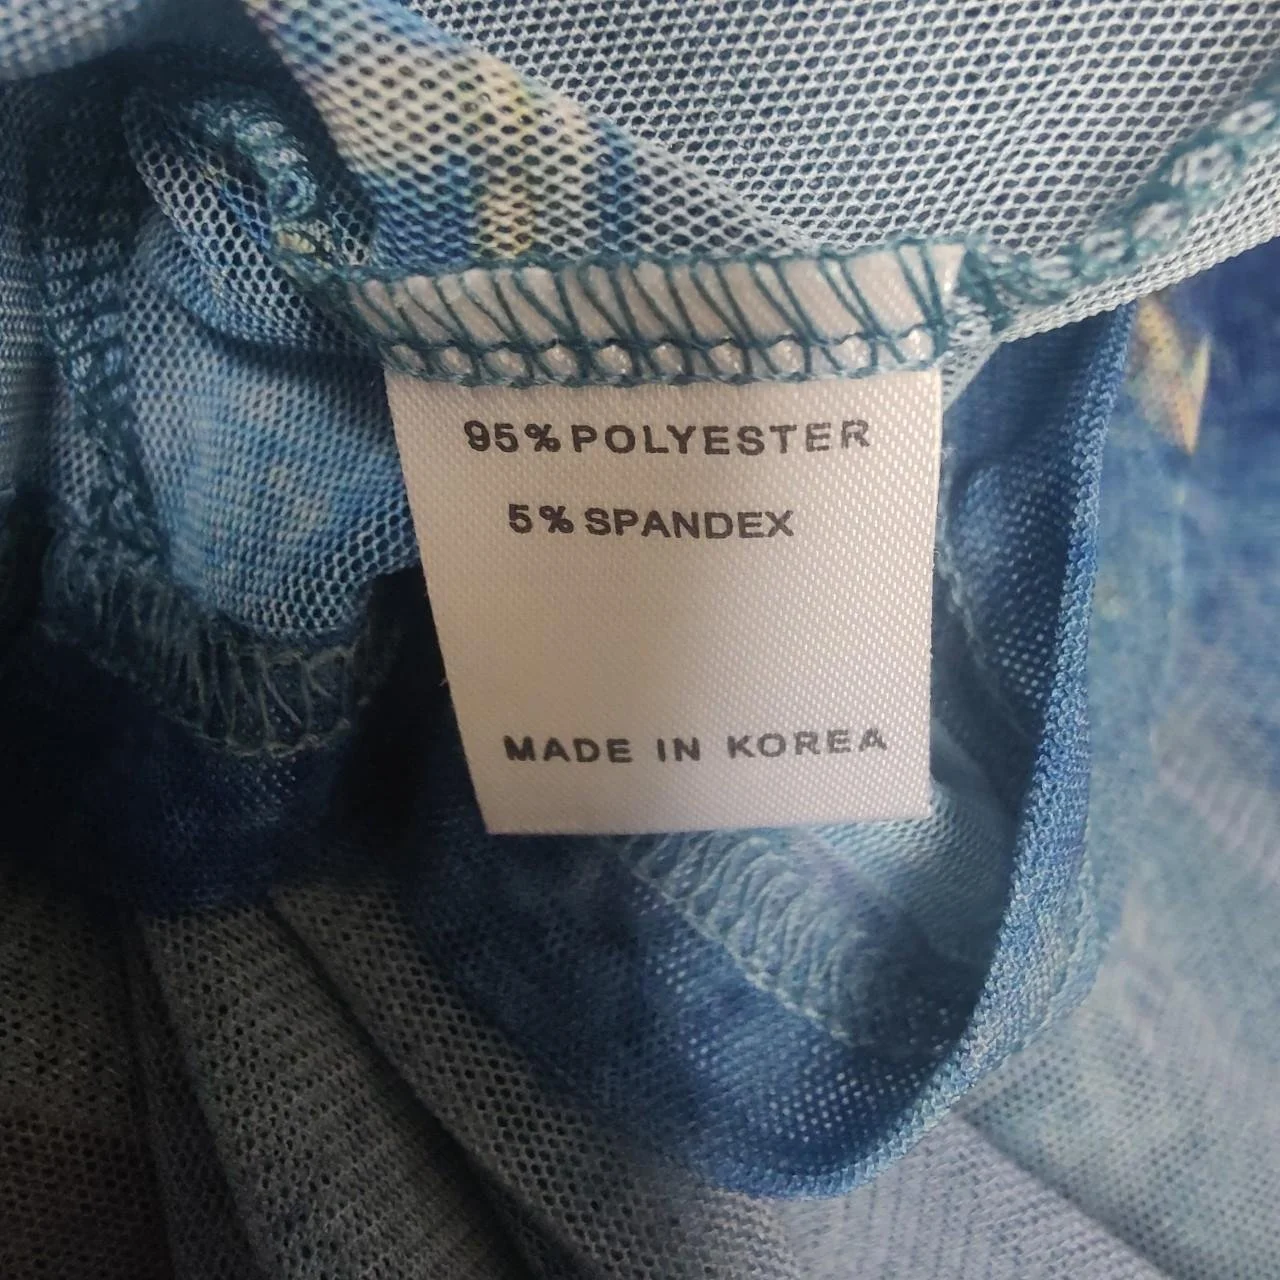 95% POLYESTER
5% SPANDEX
MADE IN KOREA